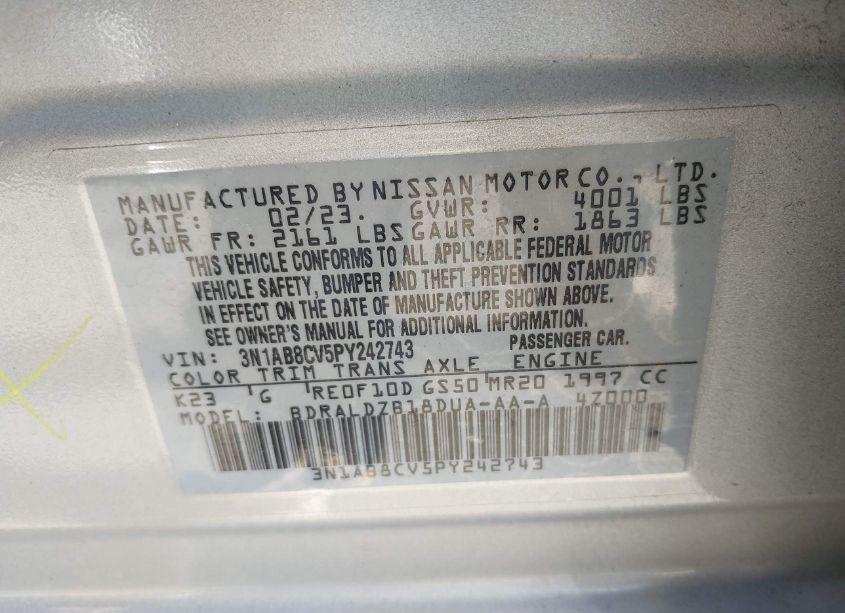 MANUFACTURED BY NISSAN MOTOR CO., LTD.
DATE: 02/23. GVWR: 4001 LBS
GAWR FR: 2161 LBS GAWR RR: 1863 LBS
THIS VEHICLE CONFORMS TO ALL APPLICABLE FEDERAL MOTOR
VEHICLE SAFETY, BUMPER AND THEFT PREVENTION STANDARDS
IN EFFECT ON THE DATE OF MANUFACTURE SHOWN ABOVE.
SEE OWNER'S MANUAL FOR ADDITIONAL INFORMATION.
VIN: 3N1AB8CV5PY242743 PASSENGER CAR.
COLOR TRIM TRANS AXLE ENGINE
K23 G RE0F10D GS50 MR20 1997 CC
MODEL: BDRALDZB18DUA-AA-A 4Z000
3N1AB8CV5PY242743